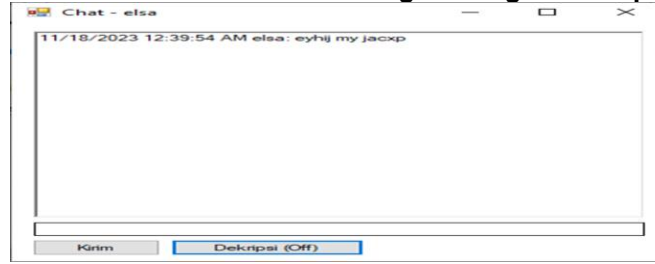 Chat - elsa
11/18/2023 12:39:54 AM elsa: eyhij my jacxp
Kirim
Dekripsi (Off)